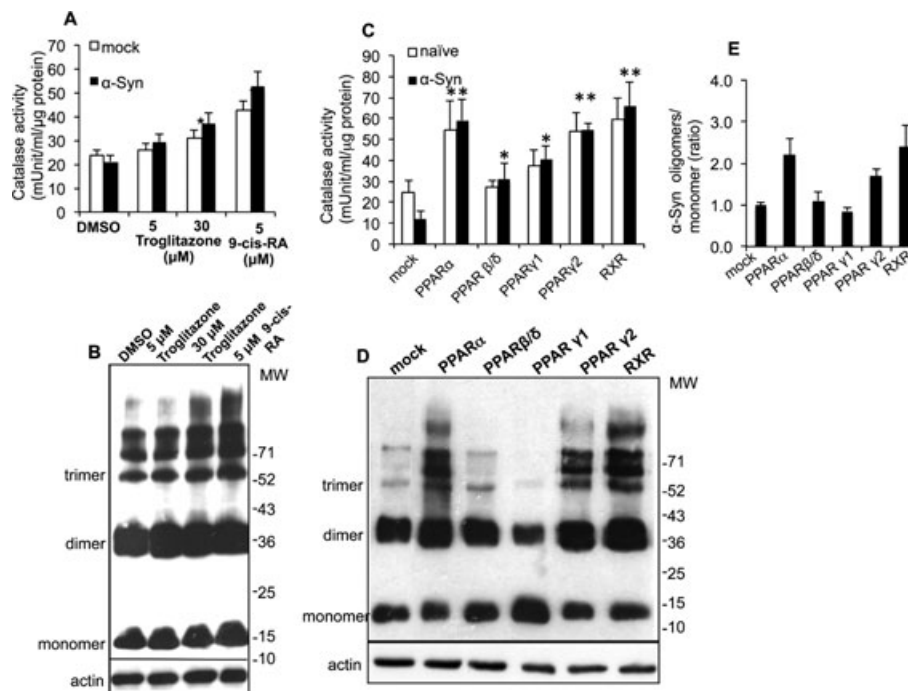 A
Catalase activity
(mUnit/ml/µg protein)
70
60
50
40
30
20
10
0
mock
α-Syn
*
DMSO
5
30
5
Troglitazone
9-cis-RA
(µM)
(µM)
C
Catalase activity
(mUnit/ml/µg protein)
90
80
70
60
50
40
30
20
10
0
naïve
α-Syn
**
*
*
**
**
mock
PPARα
PPAR β/δ
PPARγ1
PPARγ2
RXR
E
α-Syn oligomers/
monomer (ratio)
4.0
3.0
2.0
1.0
0.0
mock
PPARα
PPARβ/δ
PPAR γ1
PPAR γ2
RXR
B
DMSO
5 µM Troglitazone
30 µM Troglitazone
5 µM 9-cis-
RA
MW
-71
trimer
-52
-43
dimer
-36
-25
monomer
-15
-10
actin
D
mock
PPARα
PPARβ/δ
PPAR γ1
PPAR γ2
RXR
MW
-71
trimer
-52
-43
dimer
-36
-25
-15
monomer
-10
actin